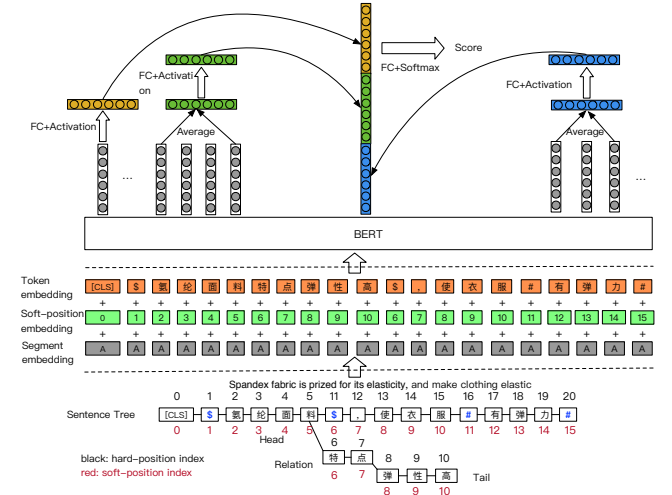 Score
FC+Softmax
FC+Activati
on
FC+Activation
FC+Activation
Average
Average
...
...
BERT
Token
embedding
[CLS] $ 氨 纶 面 料 特 点 弹 性 高 $ , 使 衣 服 # 有 弹 力 #
+ + + + + + + + + + + + + + + + + + + + +
Soft-position
embedding
0 1 2 3 4 5 6 7 8 9 10 6 7 8 9 10 11 12 13 14 15
+ + + + + + + + + + + + + + + + + + + + +
Segment
embedding
A A A A A A A A A A A A A A A A A A A A A
Spandex fabric is prized for its elasticity, and make clothing elastic
0 1 2 3 4 5 11 12 13 14 15 16 17 18 19 20
Sentence Tree
[CLS] $ 氨 纶 面 料 $ , 使 衣 服 # 有 弹 力 #
0 1 2 3 4 5 6 7 8 9 10 11 12 13 14 15
Head
6 7
Relation
特 点
6 7
8 9 10
弹 性 高
Tail
8 9 10
black: hard-position index
red: soft-position index